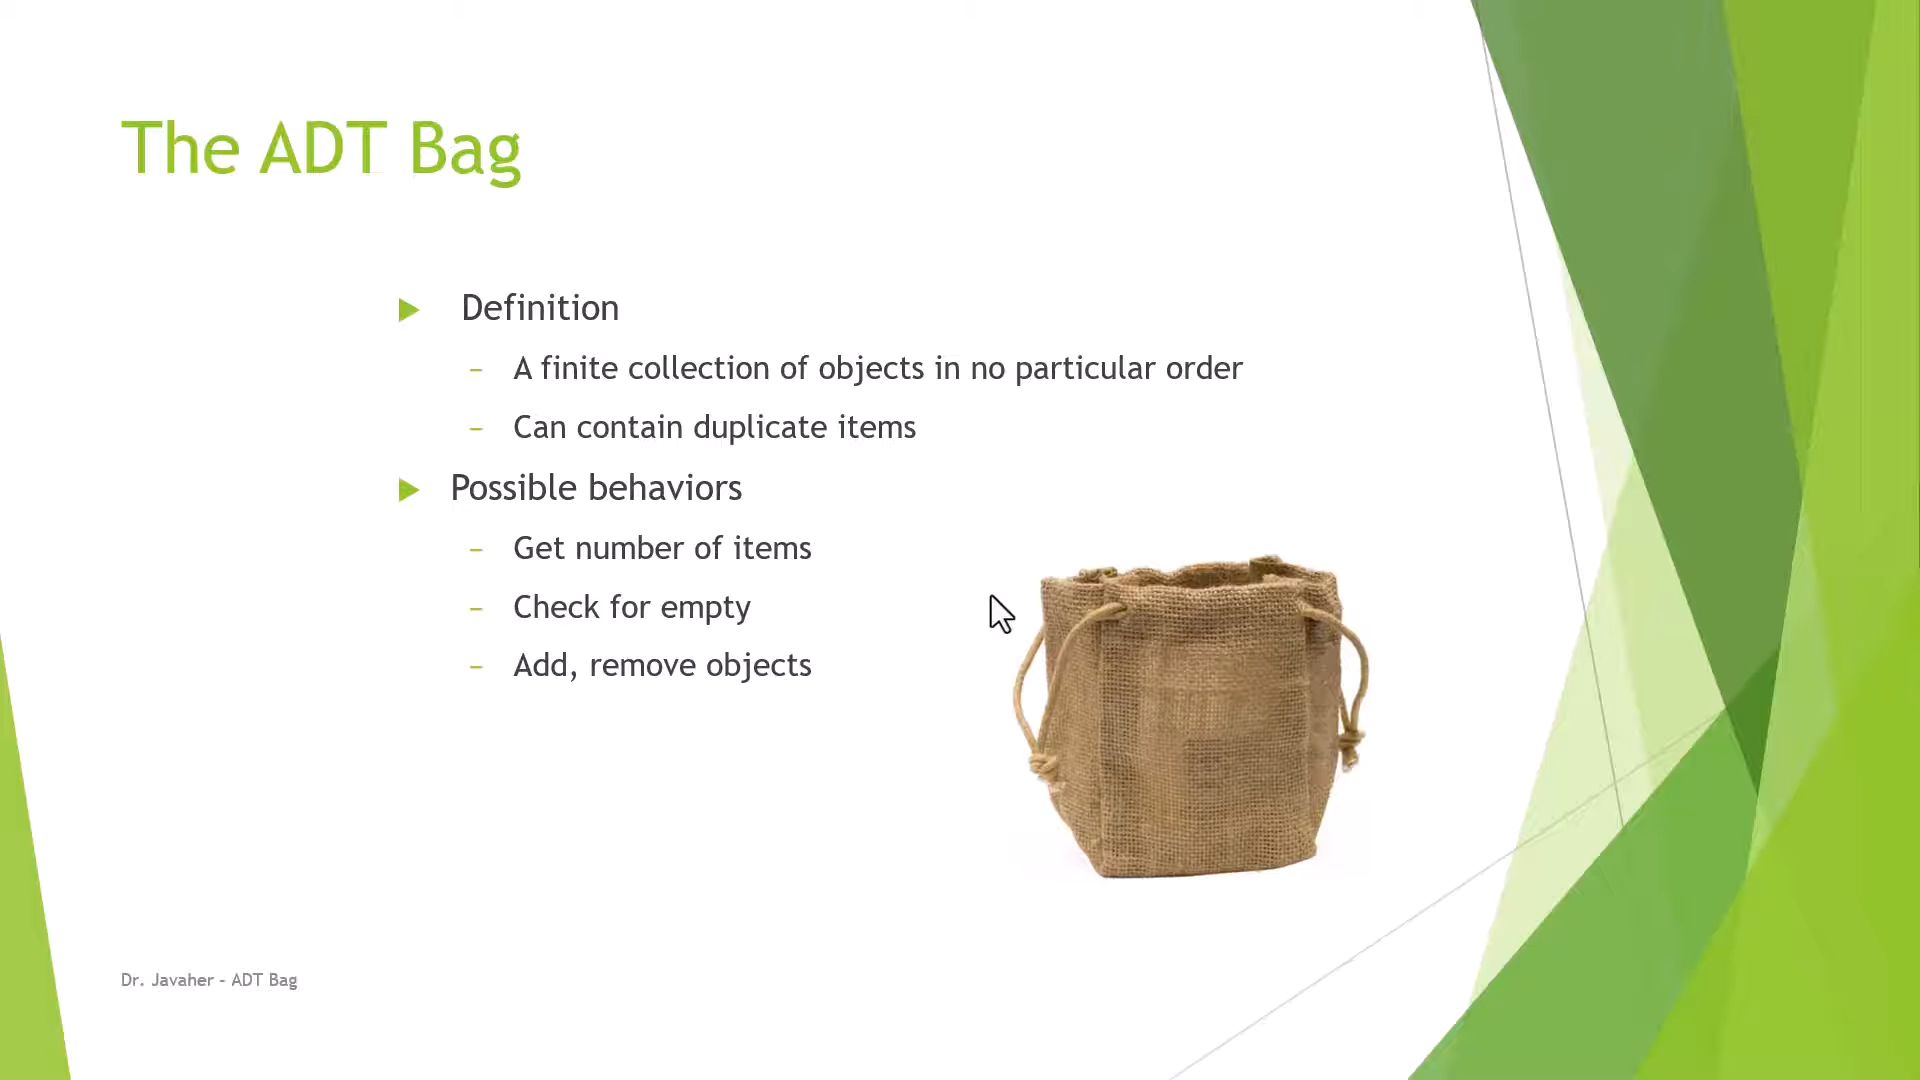 The ADT Bag
Definition
– A finite collection of objects in no particular order
– Can contain duplicate items
Possible behaviors
– Get number of items
– Check for empty
– Add, remove objects
Dr. Javaher - ADT Bag